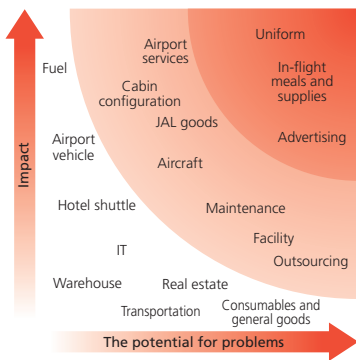 Uniform
Airport
services
In-flight
meals and
supplies
Fuel
Cabin
configuration
JAL goods
Advertising
Airport
vehicle
Aircraft
Impact
Hotel shuttle
Maintenance
Facility
IT
Outsourcing
Warehouse
Real estate
Transportation
Consumables and
general goods
The potential for problems